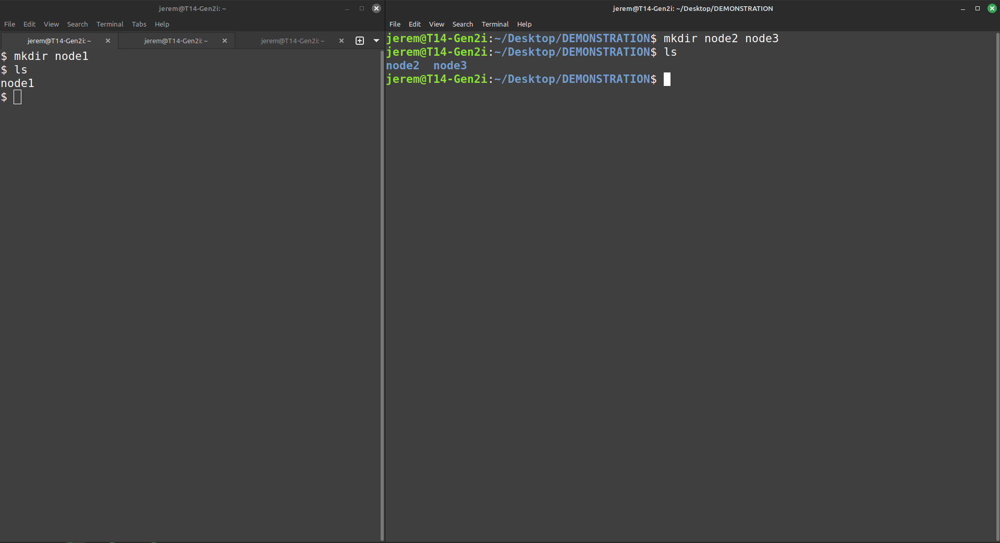 jerem@T14-Gen2i: ~
File Edit View Search Terminal Tabs Help
jerem@T14-Gen2i: ~ jerem@T14-Gen2i: ~ jerem@T14-Gen2i: ~
$ mkdir node1
$ ls
node1
$
jerem@T14-Gen2i: ~/Desktop/DEMONSTRATION
File Edit View Search Terminal Help
jerem@T14-Gen2i:~/Desktop/DEMONSTRATION$ mkdir node2 node3
jerem@T14-Gen2i:~/Desktop/DEMONSTRATION$ ls
node2  node3
jerem@T14-Gen2i:~/Desktop/DEMONSTRATION$